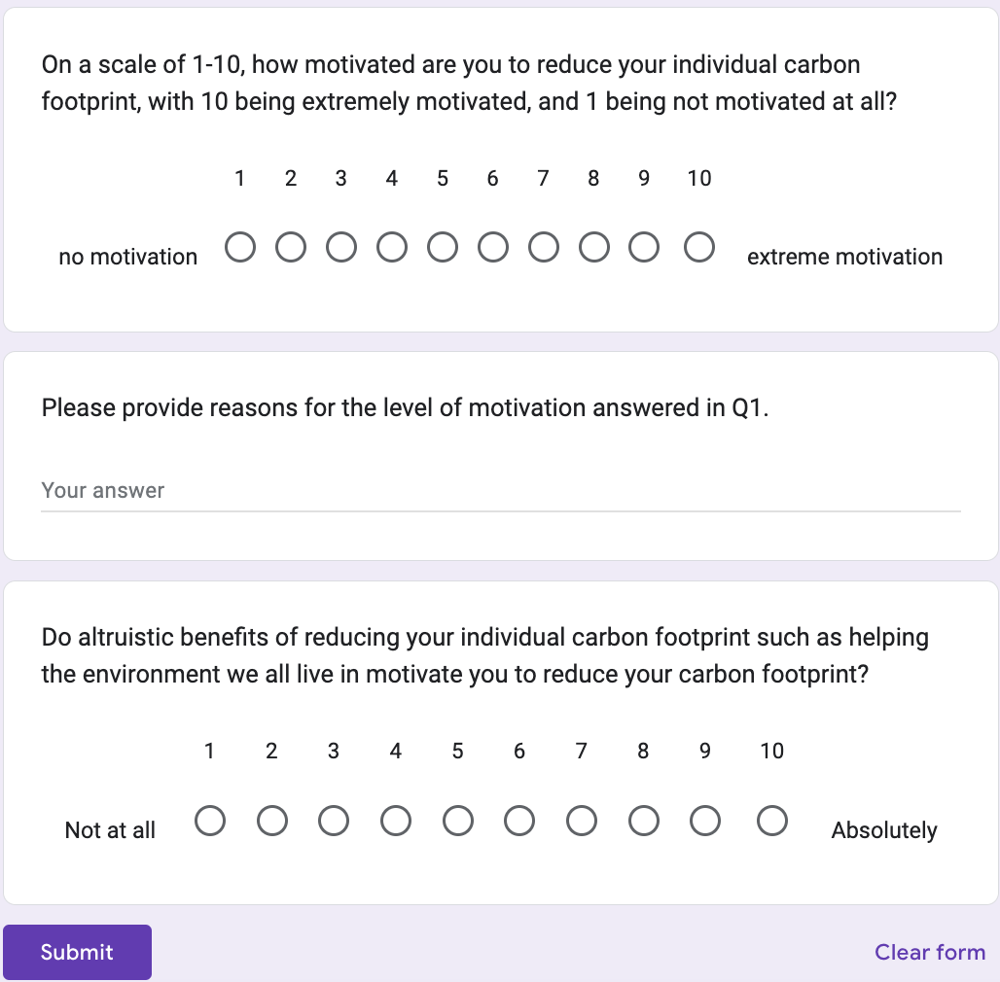 On a scale of 1-10, how motivated are you to reduce your individual carbon
footprint, with 10 being extremely motivated, and 1 being not motivated at all?
1 2 3 4 5 6 7 8 9 10
no motivation extreme motivation
Please provide reasons for the level of motivation answered in Q1.
Your answer
Do altruistic benefits of reducing your individual carbon footprint such as helping
the environment we all live in motivate you to reduce your carbon footprint?
1 2 3 4 5 6 7 8 9 10
Not at all Absolutely
Submit Clear form